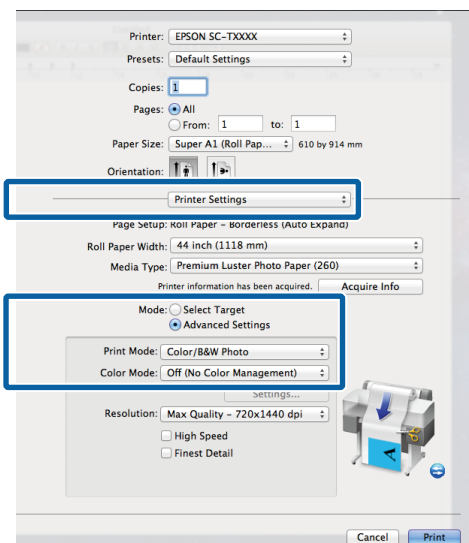 Printer: EPSON SC-TXXXX
Presets: Default Settings
Copies: 1
Pages: All
From: 1 to: 1
Paper Size: Super A1 (Roll Pap... 610 by 914 mm
Orientation:
Printer Settings
Page Setup: Roll Paper – Borderless (Auto Expand)
Roll Paper Width: 44 inch (1118 mm)
Media Type: Premium Luster Photo Paper (260)
Printer information has been acquired. Acquire Info
Mode: Select Target
Advanced Settings
Print Mode: Color/B&W Photo
Color Mode: Off (No Color Management)
Settings...
Resolution: Max Quality – 720x1440 dpi
High Speed
Finest Detail
A
Cancel Print